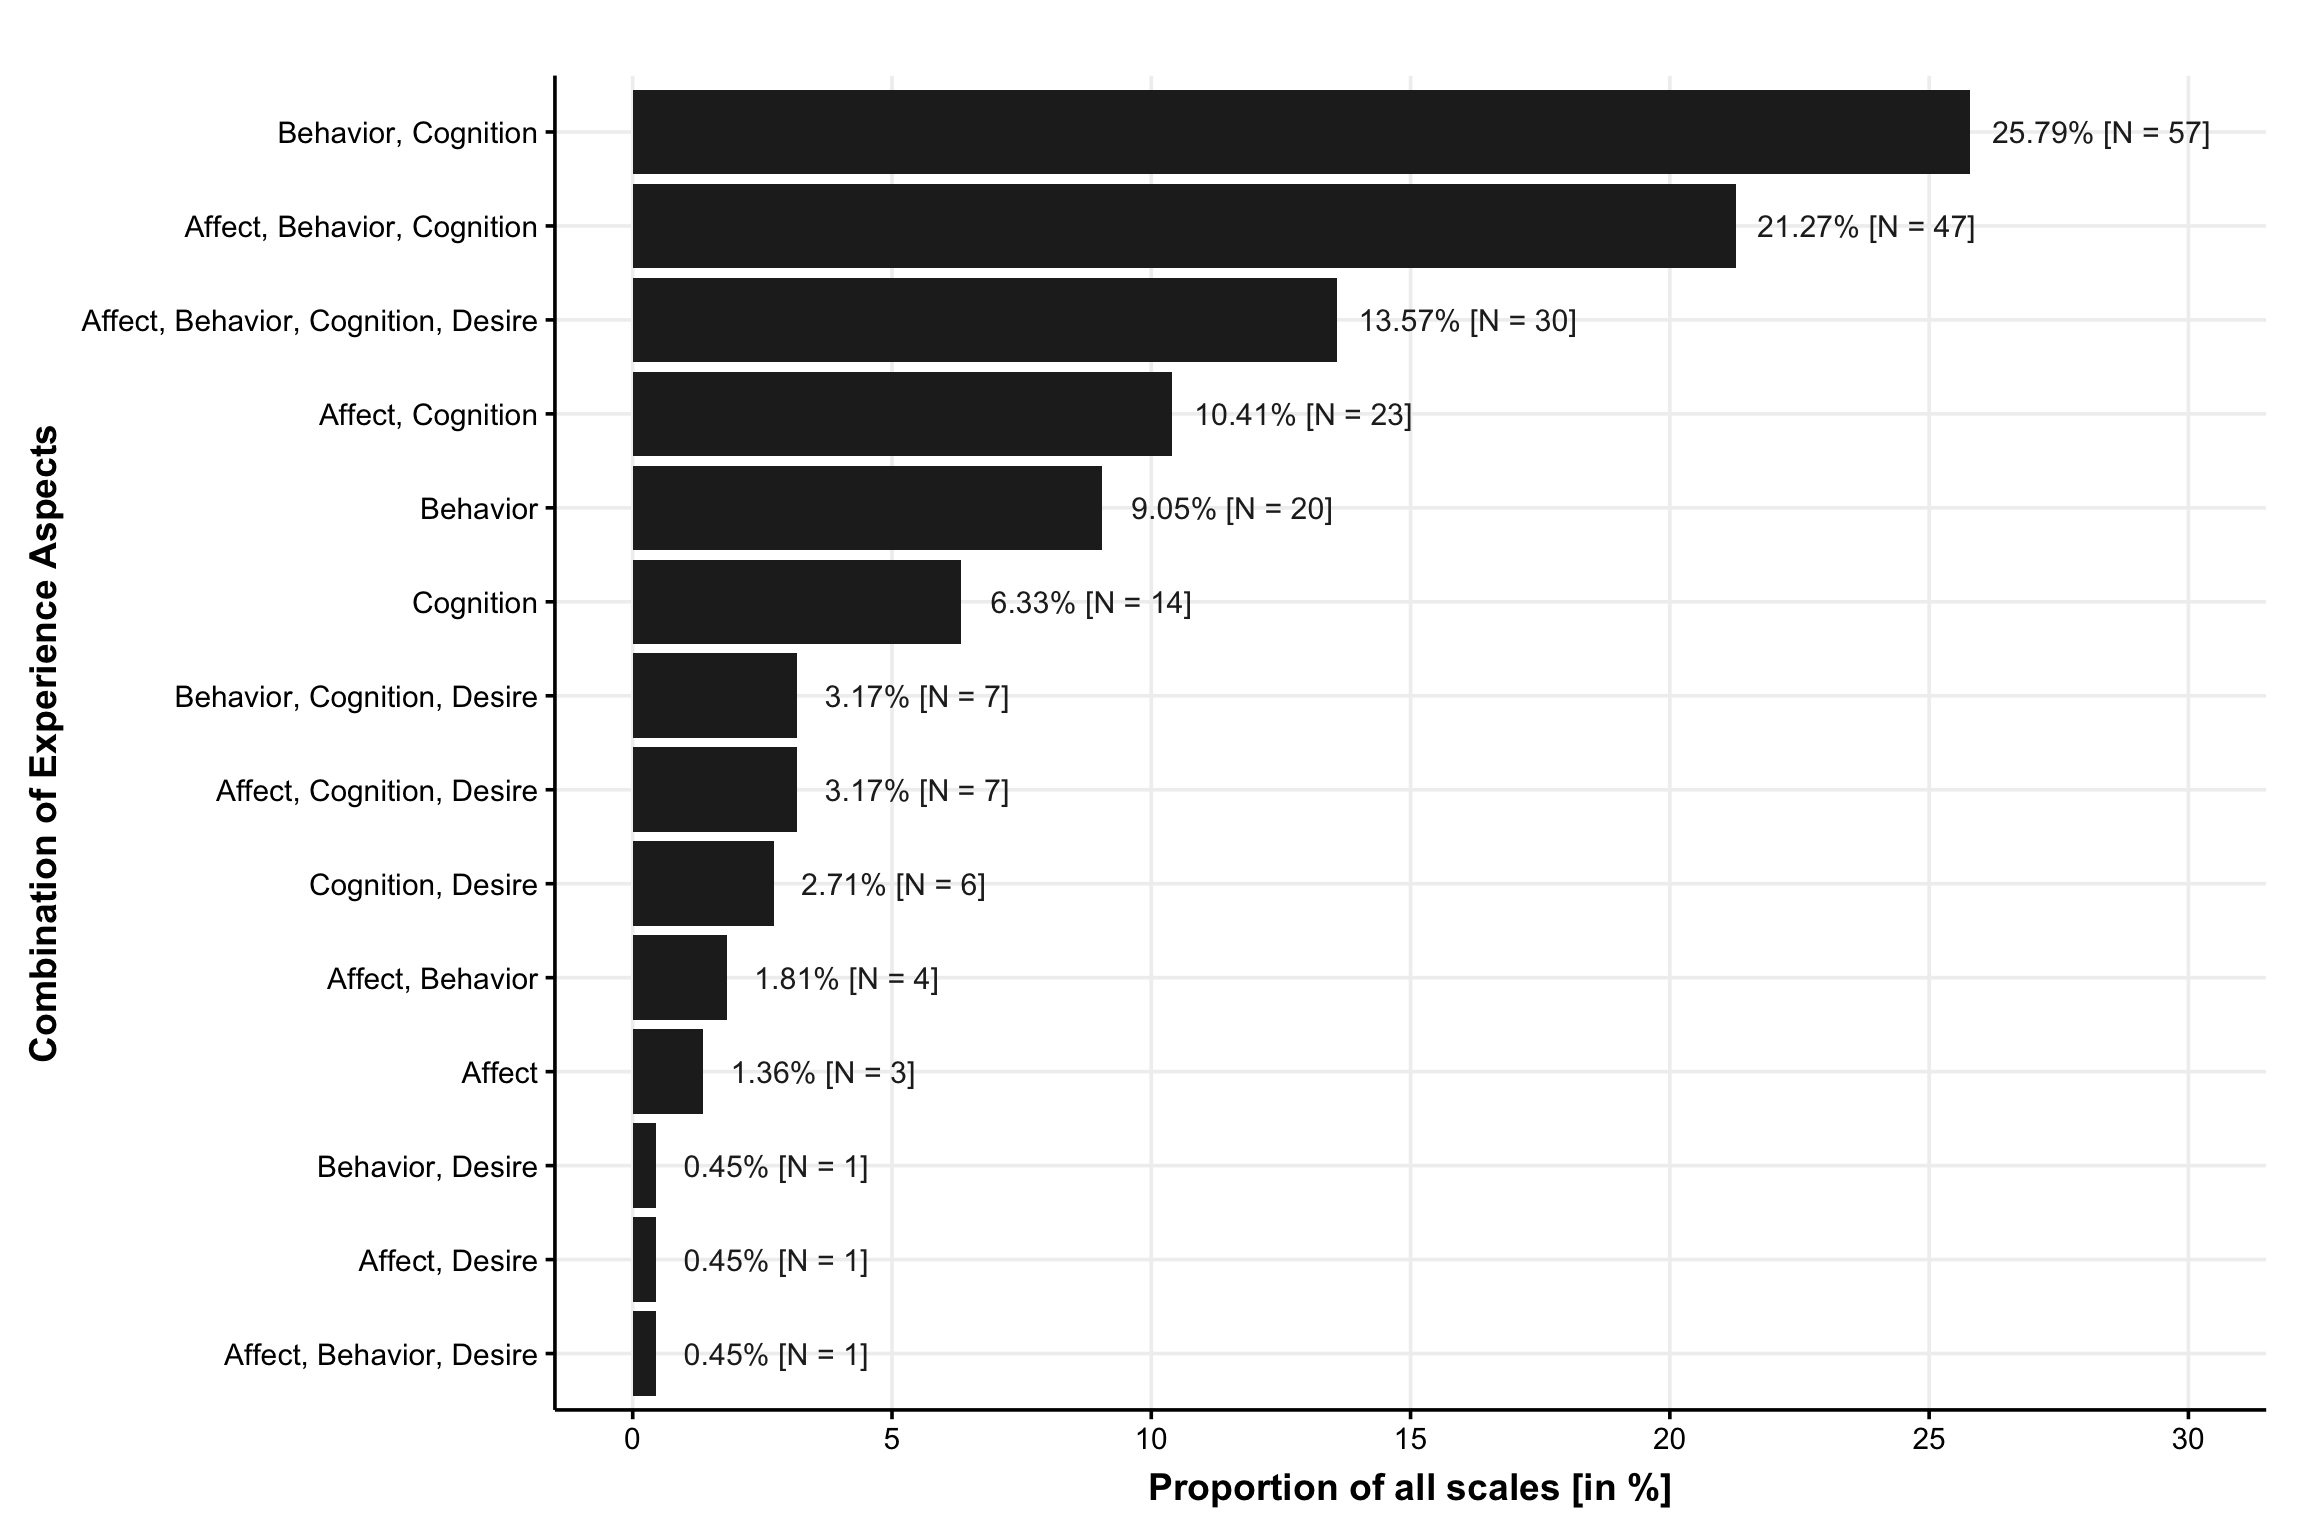 Combination of Experience Aspects
Behavior, Cognition 25.79% [N = 57]
Affect, Behavior, Cognition 21.27% [N = 47]
Affect, Behavior, Cognition, Desire 13.57% [N = 30]
Affect, Cognition 10.41% [N = 23]
Behavior 9.05% [N = 20]
Cognition 6.33% [N = 14]
Behavior, Cognition, Desire 3.17% [N = 7]
Affect, Cognition, Desire 3.17% [N = 7]
Cognition, Desire 2.71% [N = 6]
Affect, Behavior 1.81% [N = 4]
Affect 1.36% [N = 3]
Behavior, Desire 0.45% [N = 1]
Affect, Desire 0.45% [N = 1]
Affect, Behavior, Desire 0.45% [N = 1]
0 5 10 15 20 25 30
Proportion of all scales [in %]